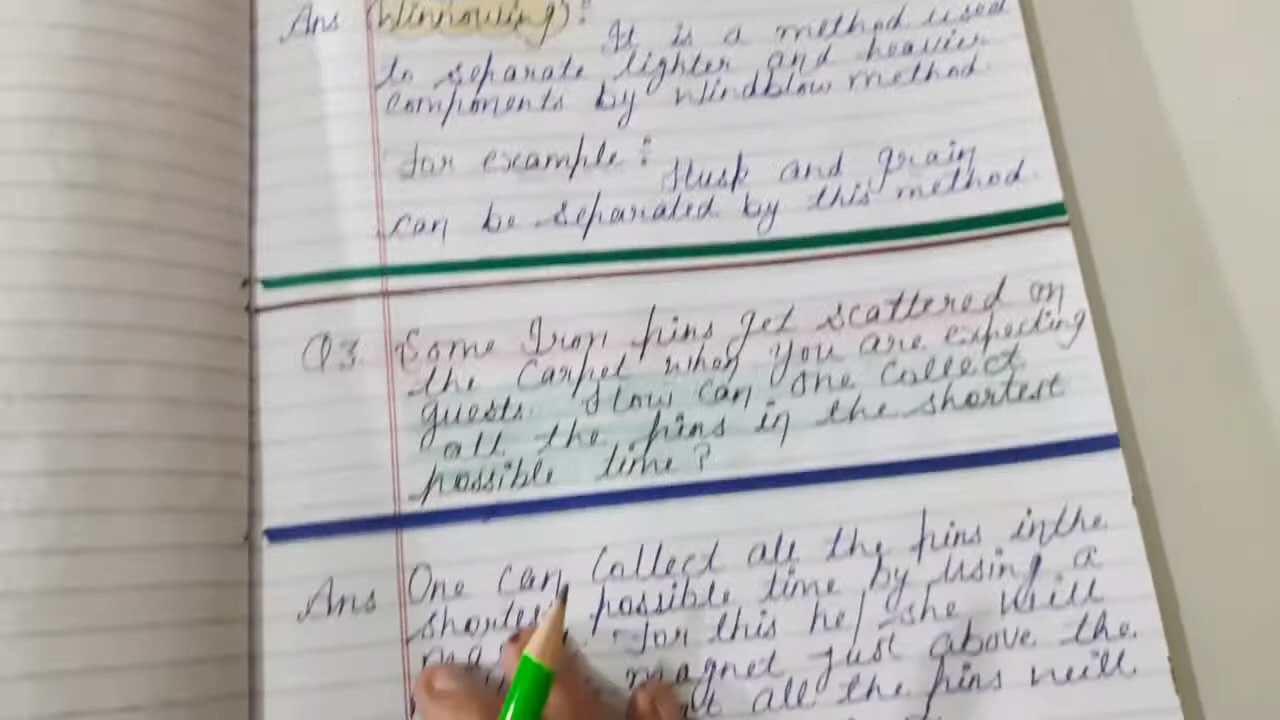 Ans (Winnowing):
It is a method used
to separate lighter and heavier
components by windblow method.
for example:
Husk and grain
can be separated by this method.
Q3. Some Iron pins get scattered on
the carpet when you are expecting
guests. How can one collect
all the pins in the shortest
possible time?
Ans One can collect all the pins in the
shortest possible time by using a
For this he/she will
magnet just above the
all the pins will